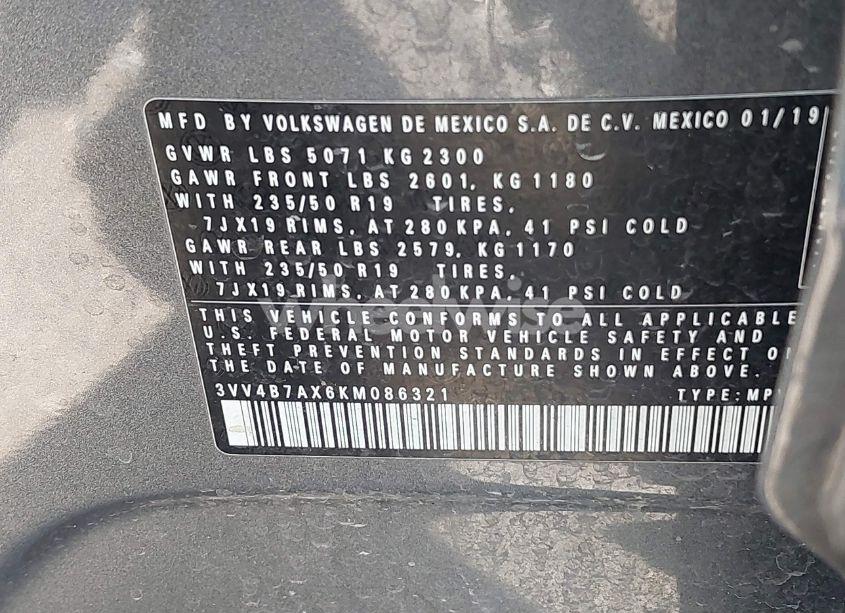 MFD BY VOLKSWAGEN DE MEXICO S.A. DE C.V. MEXICO 01/19
GVWR LBS 5071 KG 2300
GAWR FRONT LBS 2601, KG 1180
WITH 235/50 R19 TIRES,
7JX19 RIMS, AT 280 KPA, 41 PSI COLD
GAWR REAR LBS 2579, KG 1170
WITH 235/50 R19 TIRES,
7JX19 RIMS, AT 280 KPA, 41 PSI COLD
wheelwise
THIS VEHICLE CONFORMS TO ALL APPLICABLE
U.S. FEDERAL MOTOR VEHICLE SAFETY AND
THEFT PREVENTION STANDARDS IN EFFECT
THE DATE OF MANUFACTURE SHOWN ABOVE.
3VV4B7AX6KM086321 TYPE: